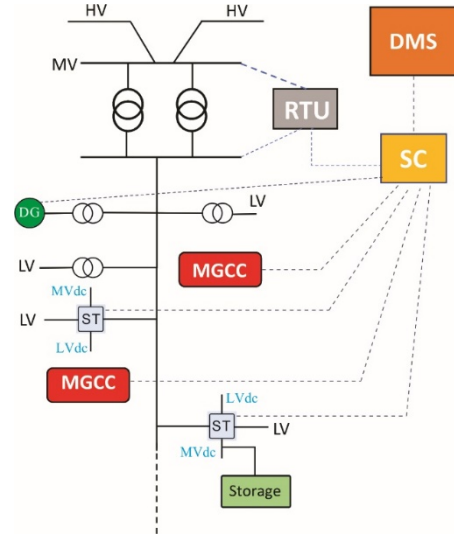 HV
HV
DMS
MV
RTU
SC
DG
LV
LV
MGCC
MVdc
LV
ST
LVdc
MGCC
LVdc
ST
LV
MVdc
Storage